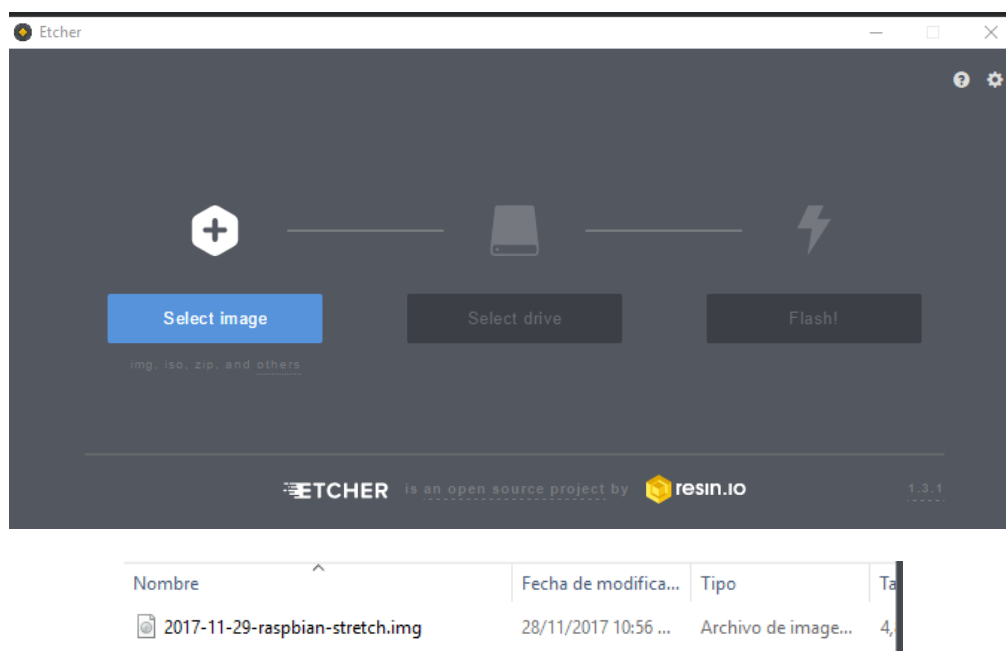 Etcher
Select image
Select drive
Flash!
img, iso, zip, and others
ETCHER is an open source project by resin.io
1.3.1
Nombre Fecha de modifica... Tipo Ta
2017-11-29-raspbian-stretch.img 28/11/2017 10:56 ... Archivo de image... 4,